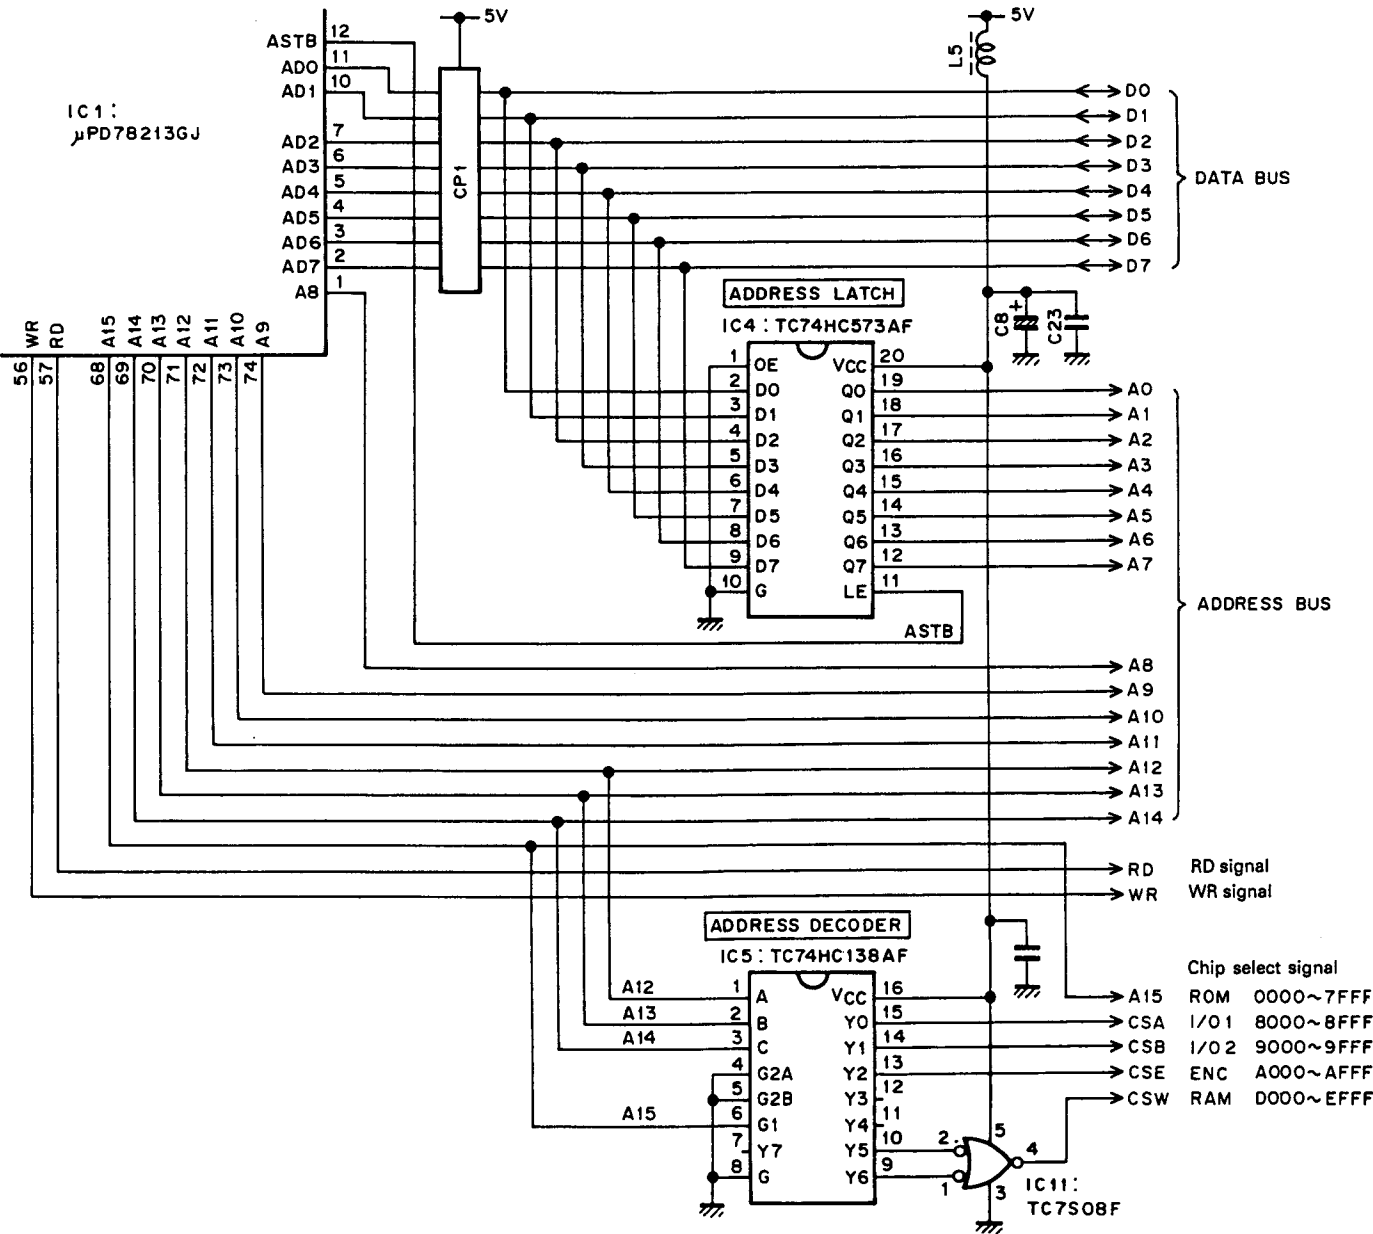 5V
5V
L5
ASTB 12
AD0 11
AD1 10
IC1:
μPD78213GJ
AD2 7
AD3 6
AD4 5
AD5 4
AD6 3
AD7 2
A8 1
CP1
D0
D1
D2
D3
D4
D5
D6
D7
DATA BUS
WR RD A15 A14 A13 A12 A11 A10 A9
56 57 68 69 70 71 72 73 74
ADDRESS LATCH
IC4: TC74HC573AF
C8 + C23
1 OE VCC 20
2 D0 Q0 19 A0
3 D1 Q1 18 A1
4 D2 Q2 17 A2
5 D3 Q3 16 A3
6 D4 Q4 15 A4
7 D5 Q5 14 A5
8 D6 Q6 13 A6
9 D7 Q7 12 A7
10 G LE 11
ASTB
ADDRESS BUS
A8
A9
A10
A11
A12
A13
A14
RD RD signal
WR WR signal
ADDRESS DECODER
IC5: TC74HC138AF
Chip select signal
A12 1 A VCC 16 A15 ROM 0000~7FFF
A13 2 B Y0 15 CSA I/O1 8000~8FFF
A14 3 C Y1 14 CSB I/O2 9000~9FFF
4 G2A Y2 13 CSE ENC A000~AFFF
5 G2B Y3 12 CSW RAM D000~EFFF
A15 6 G1 Y4 11
7 Y7 Y5 10 2 5 4
8 G Y6 9 1 3
IC11:
TC7S08F